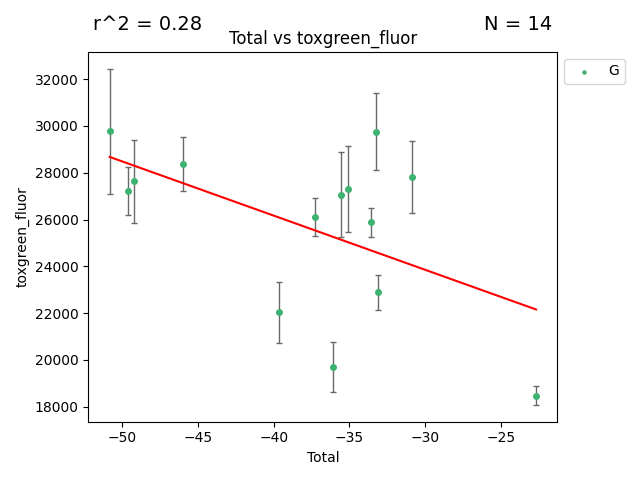 r^2 = 0.28
N = 14
Total vs toxgreen_fluor
G
32000
30000
28000
26000
24000
22000
20000
18000
toxgreen_fluor
−50
−45
−40
−35
−30
−25
Total